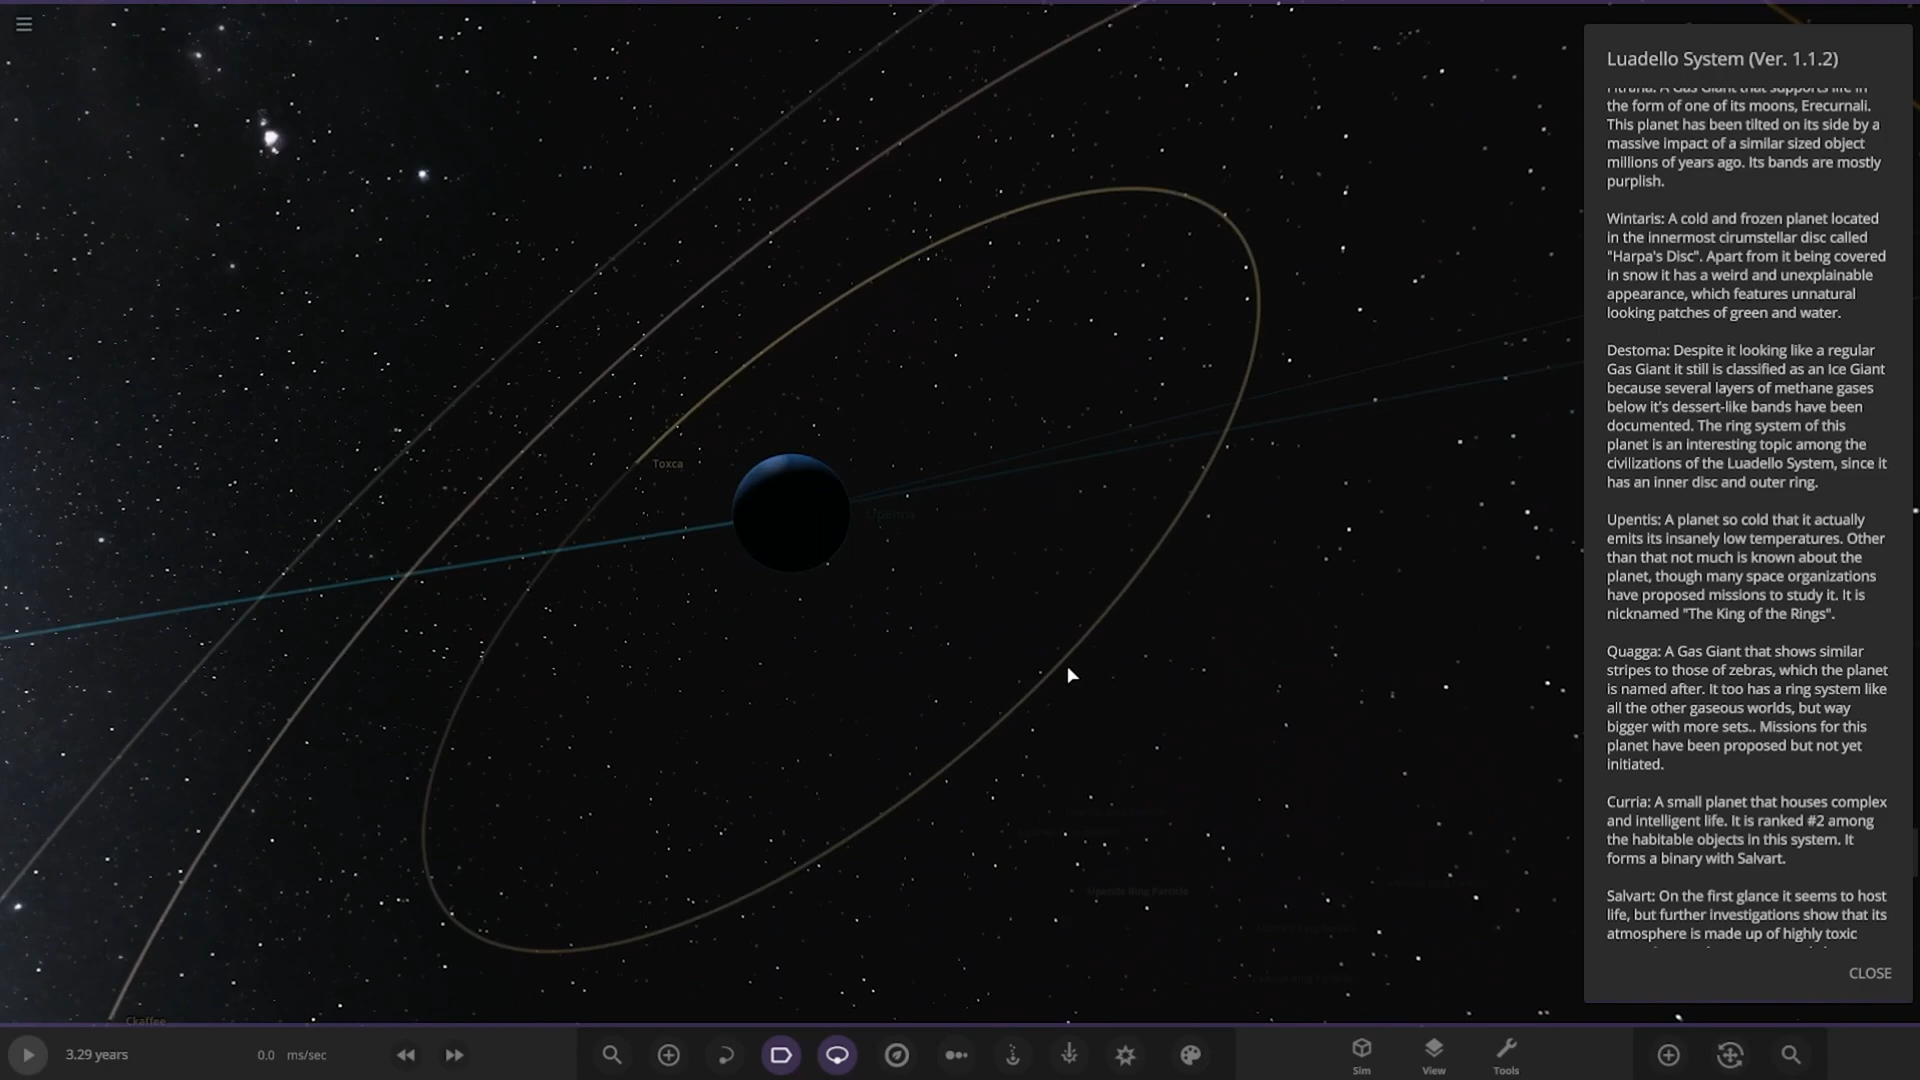 Luadello System (Ver. 1.1.2)
Gas Giant that supports life in
the form of one of its moons, Erecurnali.
This planet has been tilted on its side by a
massive impact of a similar sized object
millions of years ago. Its bands are mostly
purplish.
Wintaris: A cold and frozen planet located
in the innermost cirumstellar disc called
"Harpa's Disc". Apart from it being covered
in snow it has a weird and unexplainable
appearance, which features unnatural
looking patches of green and water.
Destoma: Despite it looking like a regular
Gas Giant it still is classified as an Ice Giant
because several layers of methane gases
below it's dessert-like bands have been
documented. The ring system of this
planet is an interesting topic among the
civilizations of the Luadello System, since it
has an inner disc and outer ring.
Upentis: A planet so cold that it actually
emits its insanely low temperatures. Other
than that not much is known about the
planet, though many space organizations
have proposed missions to study it. It is
nicknamed "The King of the Rings".
Quagga: A Gas Giant that shows similar
stripes to those of zebras, which the planet
is named after. It too has a ring system like
all the other gaseous worlds, but way
bigger with more sets.. Missions for this
planet have been proposed but not yet
initiated.
Curria: A small planet that houses complex
and intelligent life. It is ranked #2 among
the habitable objects in this system. It
forms a binary with Salvart.
Salvart: On the first glance it seems to host
life, but further investigations show that its
atmosphere is made up of highly toxic
CLOSE
Toxca
Upentis
Upentis Ring Particle
Ckaffee
3.29 years
0.0 ms/sec
Sim
View
Tools